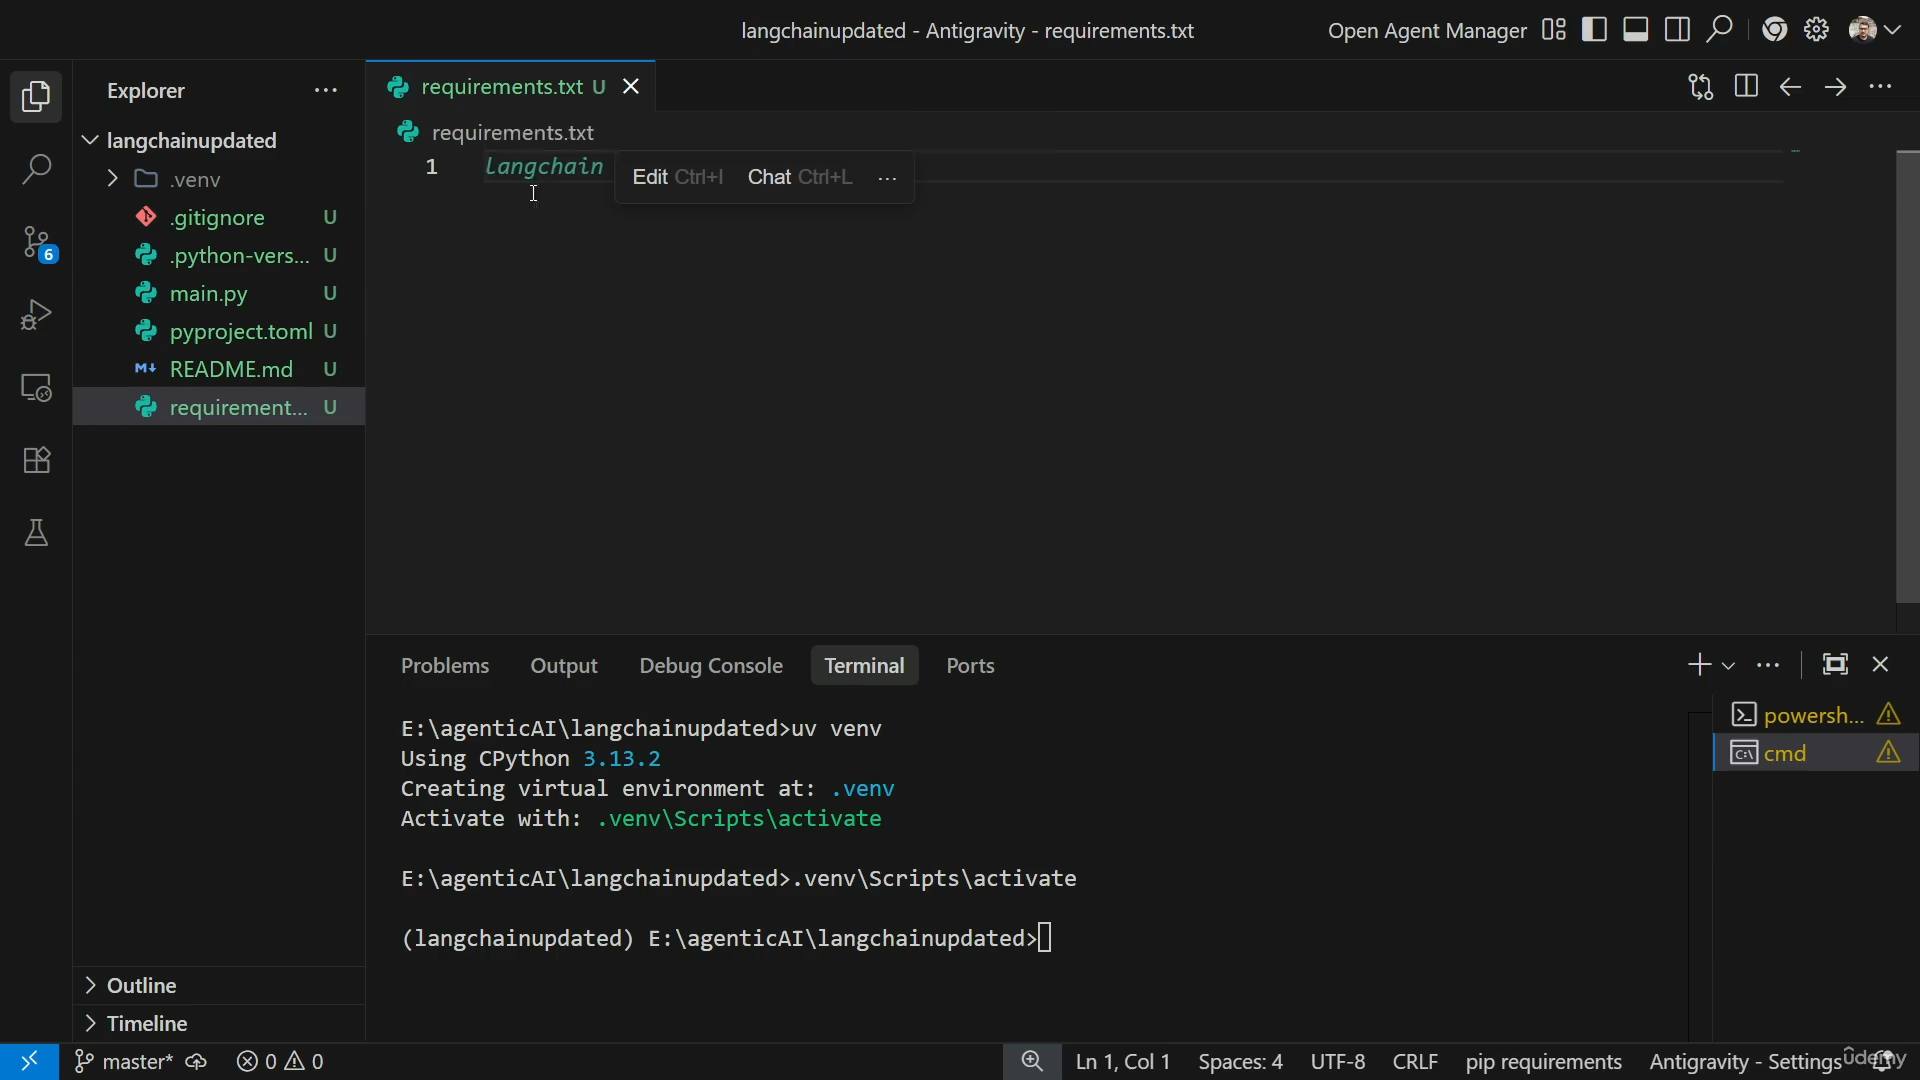 langchainupdated - Antigravity - requirements.txt
Open Agent Manager
Explorer
langchainupdated
.venv
.gitignore U
.python-vers... U
main.py U
pyproject.toml U
README.md U
requirement... U
6
Outline
Timeline
requirements.txt U
requirements.txt
1 langchain
Edit Ctrl+I Chat Ctrl+L ...
Problems Output Debug Console Terminal Ports
E:\agenticAI\langchainupdated>uv venv
Using CPython 3.13.2
Creating virtual environment at: .venv
Activate with: .venv\Scripts\activate
E:\agenticAI\langchainupdated>.venv\Scripts\activate
(langchainupdated) E:\agenticAI\langchainupdated>
powersh...
cmd
master* 0 0 Ln 1, Col 1 Spaces: 4 UTF-8 CRLF pip requirements Antigravity - Settings
udemy